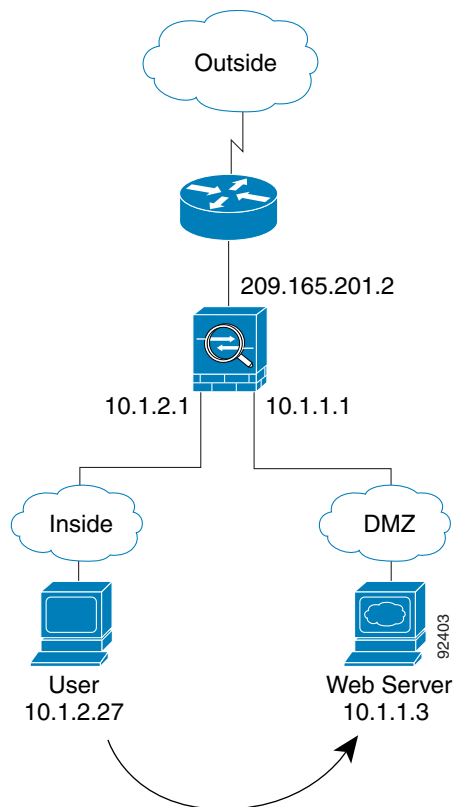 Outside
209.165.201.2
10.1.2.1
10.1.1.1
Inside
DMZ
92403
User
10.1.2.27
Web Server
10.1.1.3